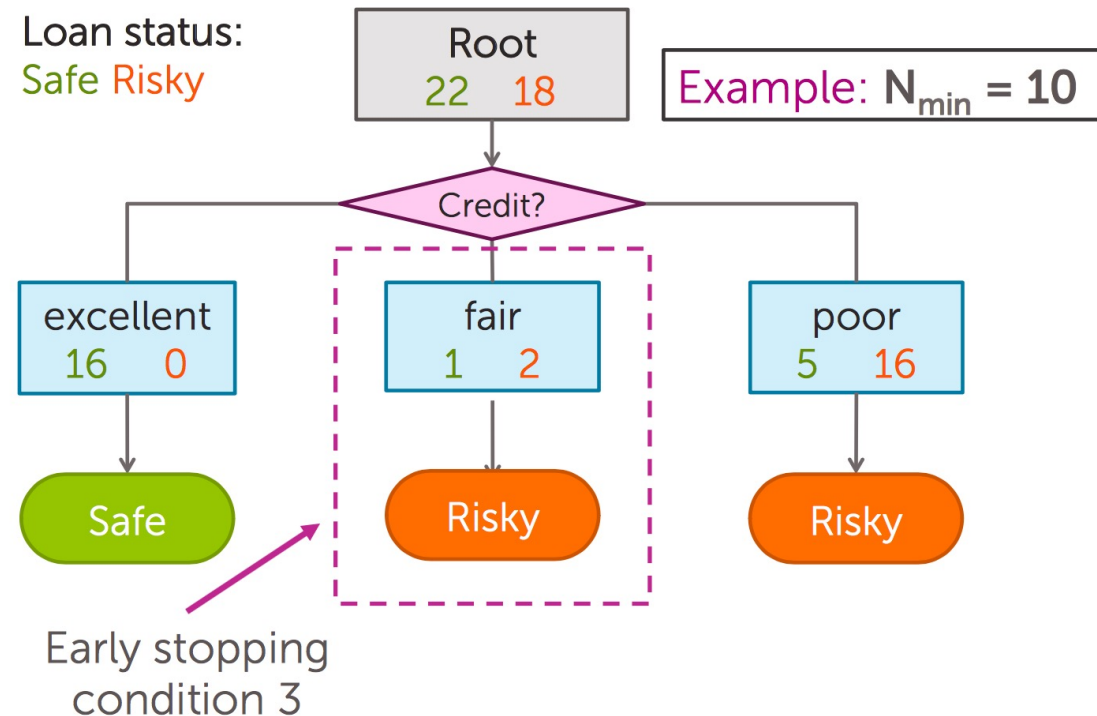 Loan status:
Safe Risky
Root
22 18
Example: Nmin = 10
Credit?
excellent
16 0
fair
1 2
poor
5 16
Safe
Risky
Risky
Early stopping
condition 3